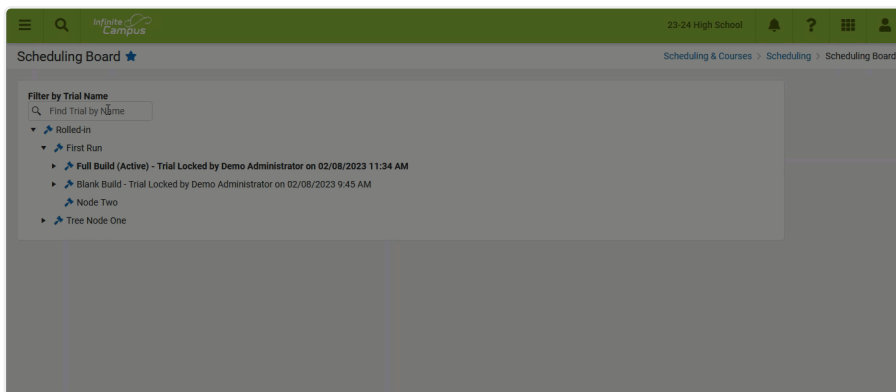 Infinite
Campus
23-24 High School
Scheduling Board
Scheduling & Courses > Scheduling > Scheduling Board
Filter by Trial Name
Find Trial by Name
Rolled-in
First Run
Full Build (Active) - Trial Locked by Demo Administrator on 02/08/2023 11:34 AM
Blank Build - Trial Locked by Demo Administrator on 02/08/2023 9:45 AM
Node Two
Tree Node One